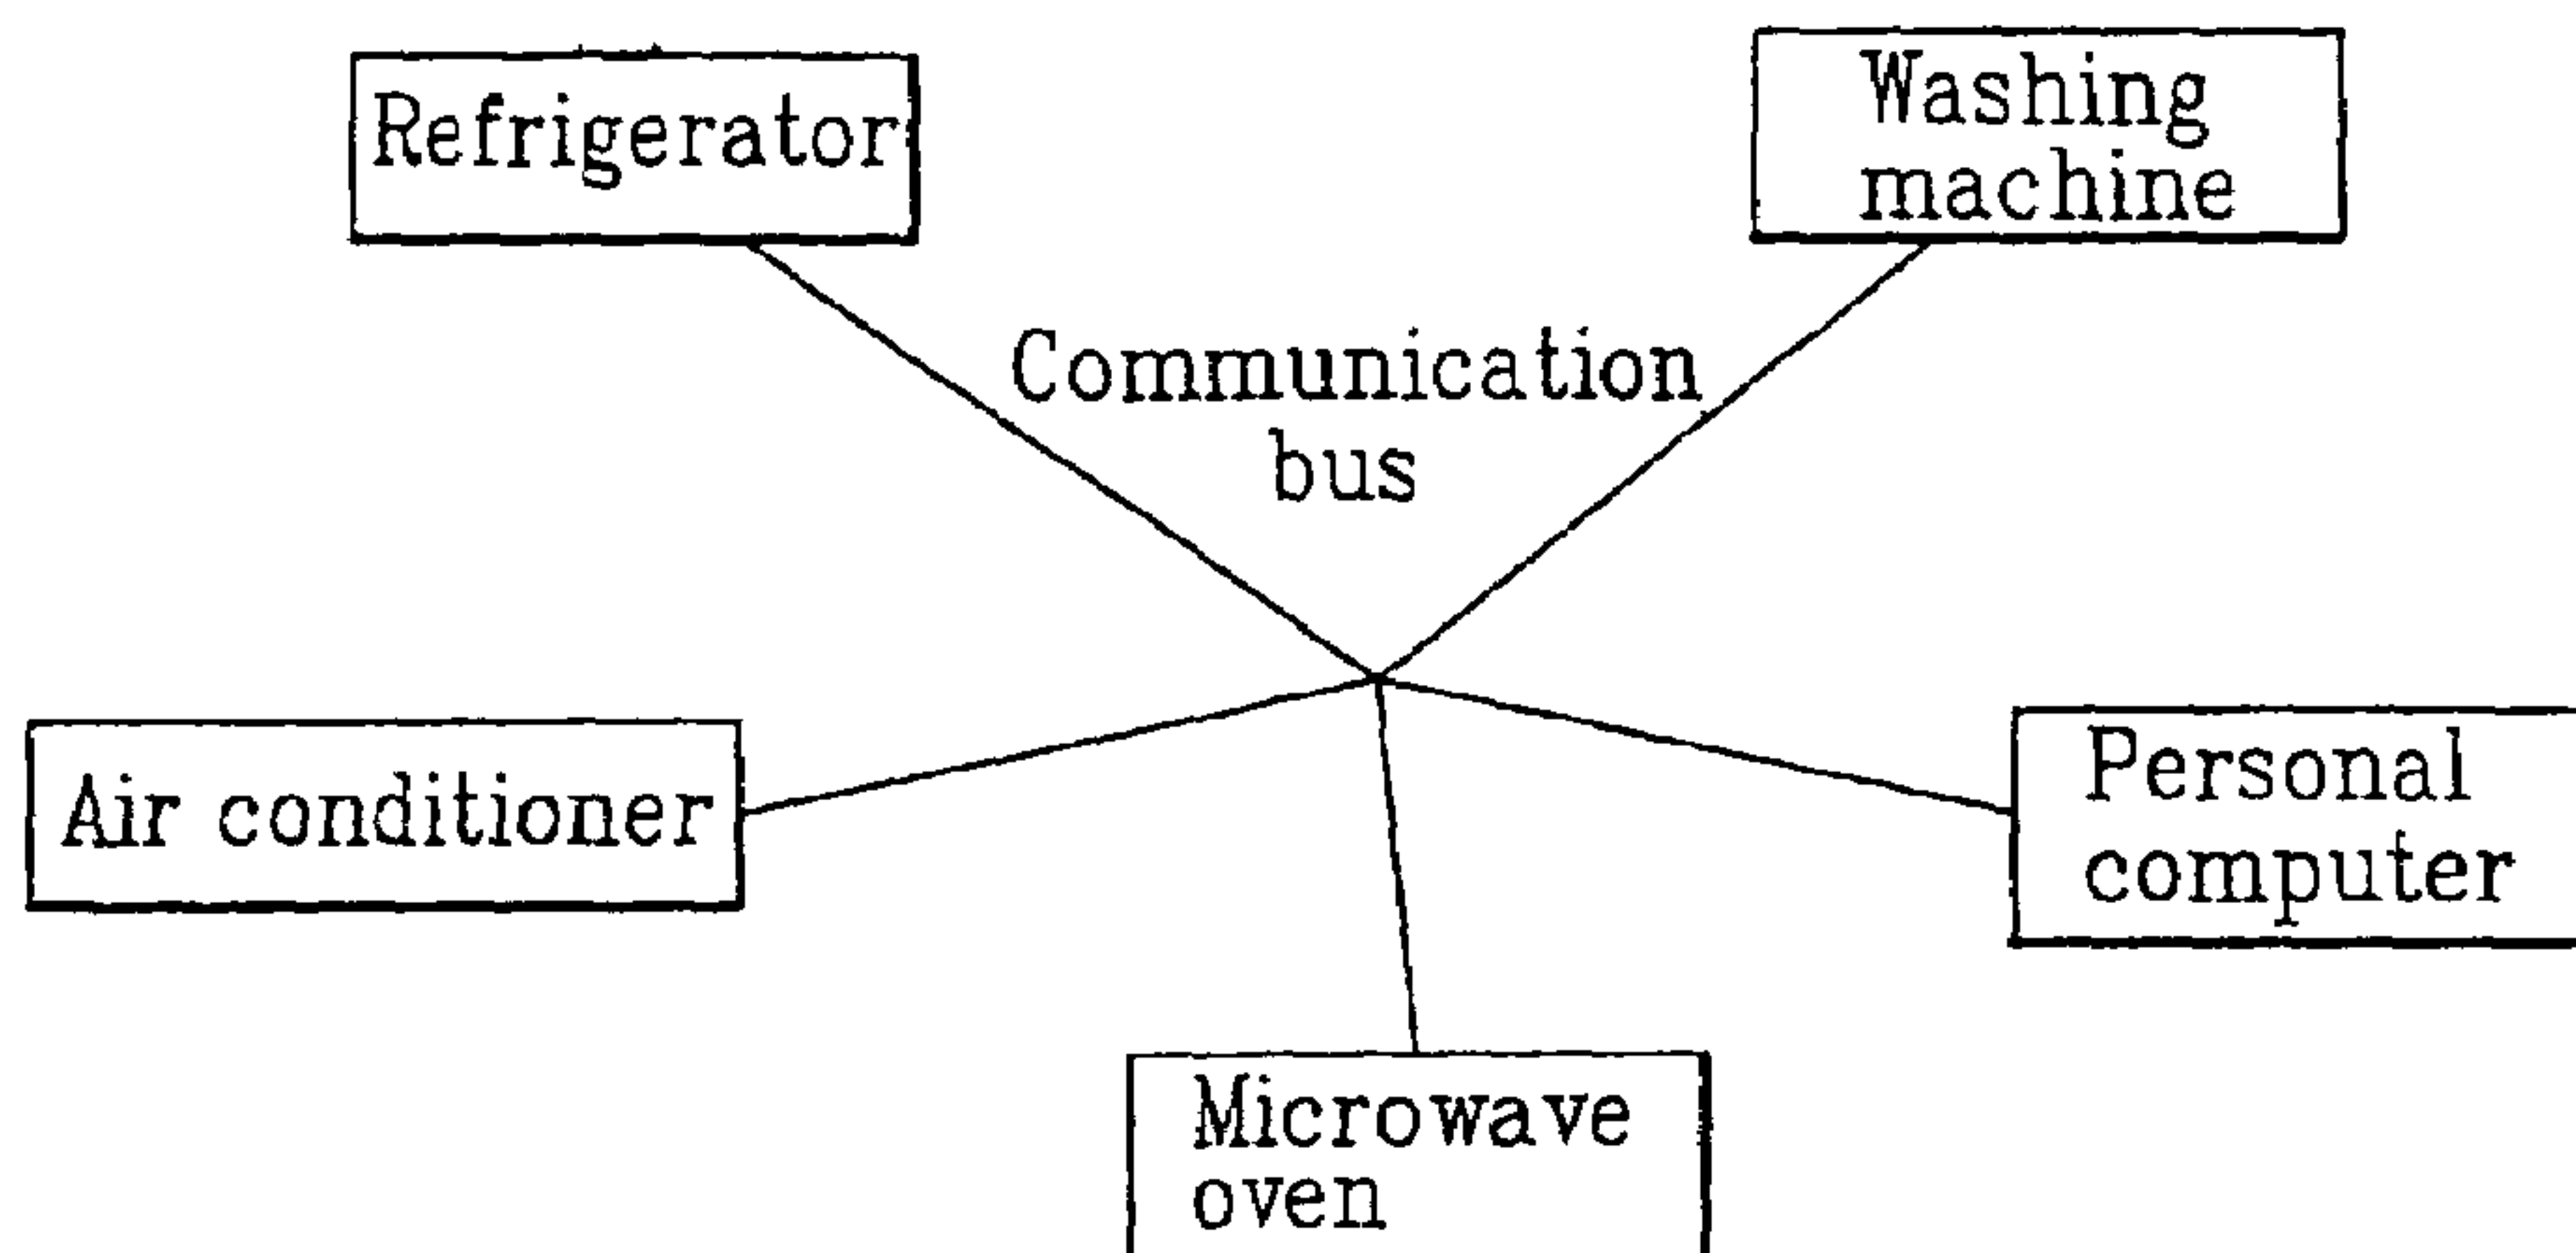 Refrigerator
Washing
machine
Communication
bus
Air conditioner
Personal
computer
Microwave
oven